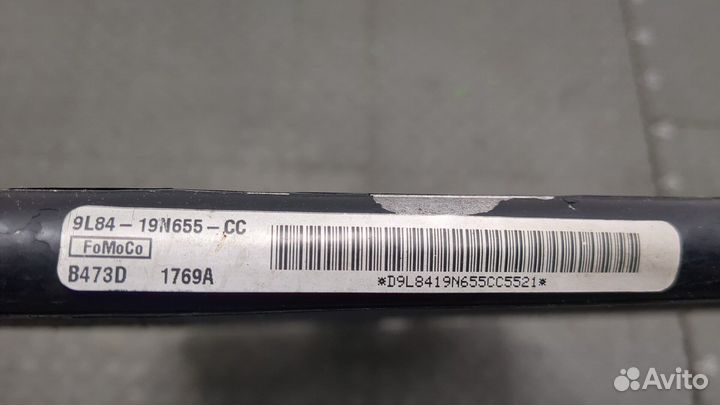 9L84-19N655-CC
FoMoCo
B473D 1769A
*D9L8419N655CC5521*
Avito